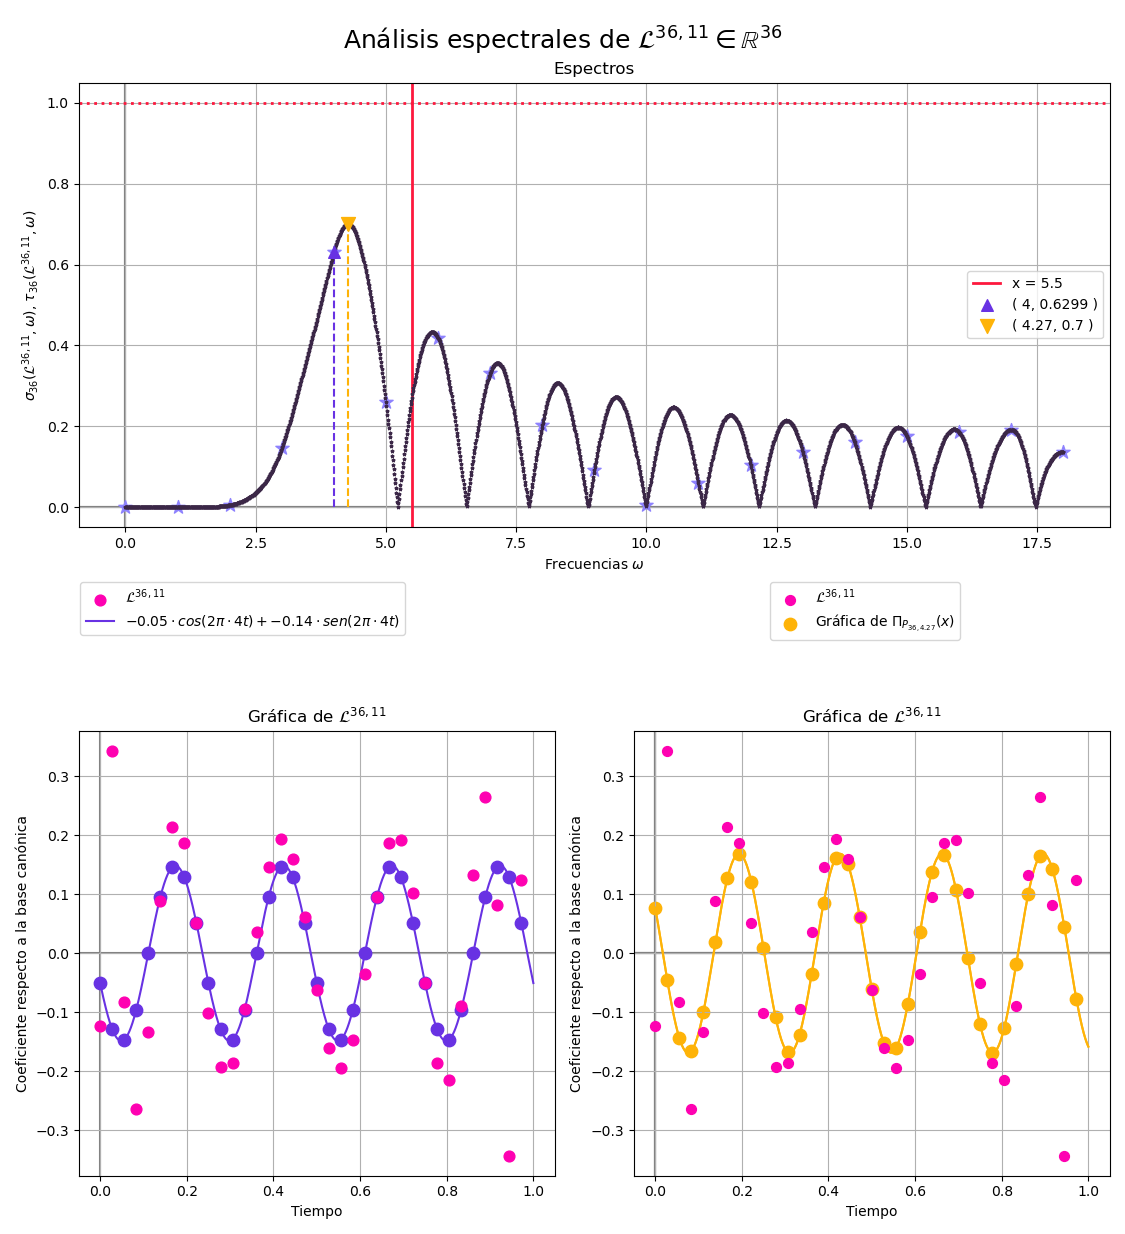 Análisis espectrales de 𝓛^{36,11} ∈ ℝ^{36}
Espectros
σ_{36}(𝓛^{36,11}, ω), τ_{36}(𝓛^{36,11}, ω)
1.0
0.8
0.6
0.4
0.2
0.0
x = 5.5
( 4, 0.6299 )
( 4.27, 0.7 )
0.0 2.5 5.0 7.5 10.0 12.5 15.0 17.5
Frecuencias ω
𝓛^{36,11}
−0.05 · cos(2π · 4t) + −0.14 · sen(2π · 4t)
𝓛^{36,11}
Gráfica de Π_{P_{36,4.27}}(x)
Gráfica de 𝓛^{36,11}
Coeficiente respecto a la base canónica
0.3
0.2
0.1
0.0
−0.1
−0.2
−0.3
0.0 0.2 0.4 0.6 0.8 1.0
Tiempo
Gráfica de 𝓛^{36,11}
Coeficiente respecto a la base canónica
0.3
0.2
0.1
0.0
−0.1
−0.2
−0.3
0.0 0.2 0.4 0.6 0.8 1.0
Tiempo